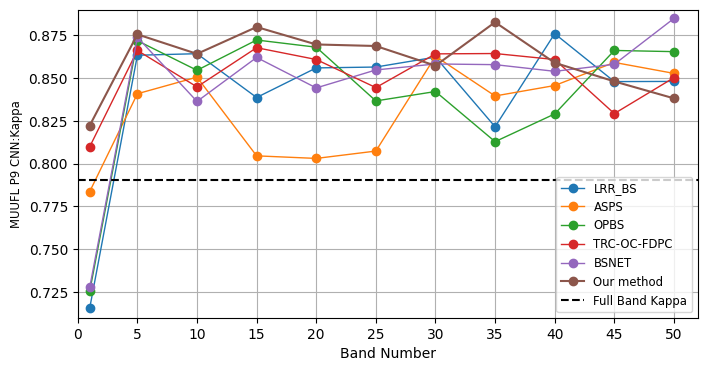 MUUFL P9 CNN:Kappa
0.875
0.850
0.825
0.800
0.775
0.750
0.725
0 5 10 15 20 25 30 35 40 45 50
Band Number
LRR_BS
ASPS
OPBS
TRC-OC-FDPC
BSNET
Our method
Full Band Kappa